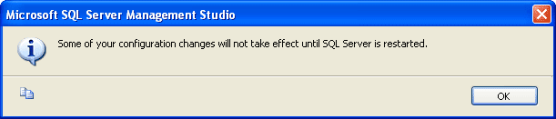 Microsoft SQL Server Management Studio
Some of your configuration changes will not take effect until SQL Server is restarted.
OK